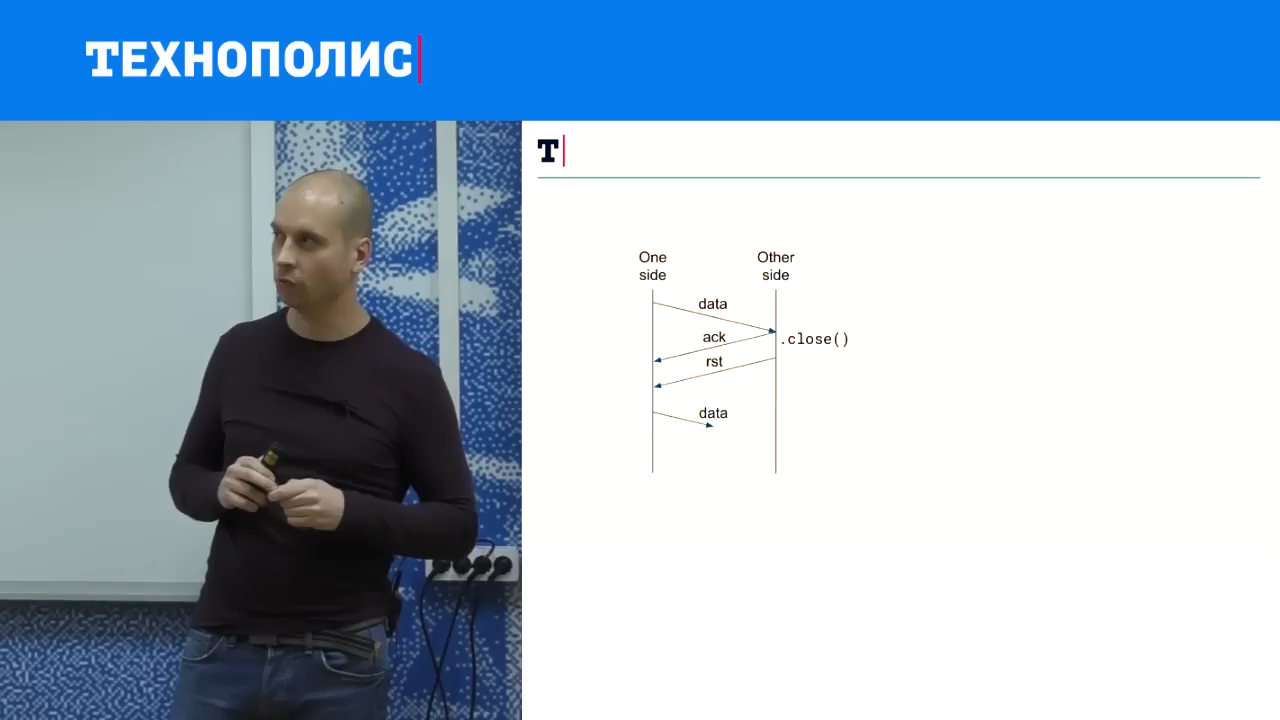 ТЕХНОПОЛИС
Т
One side
Other side
data
ack
.close()
rst
data